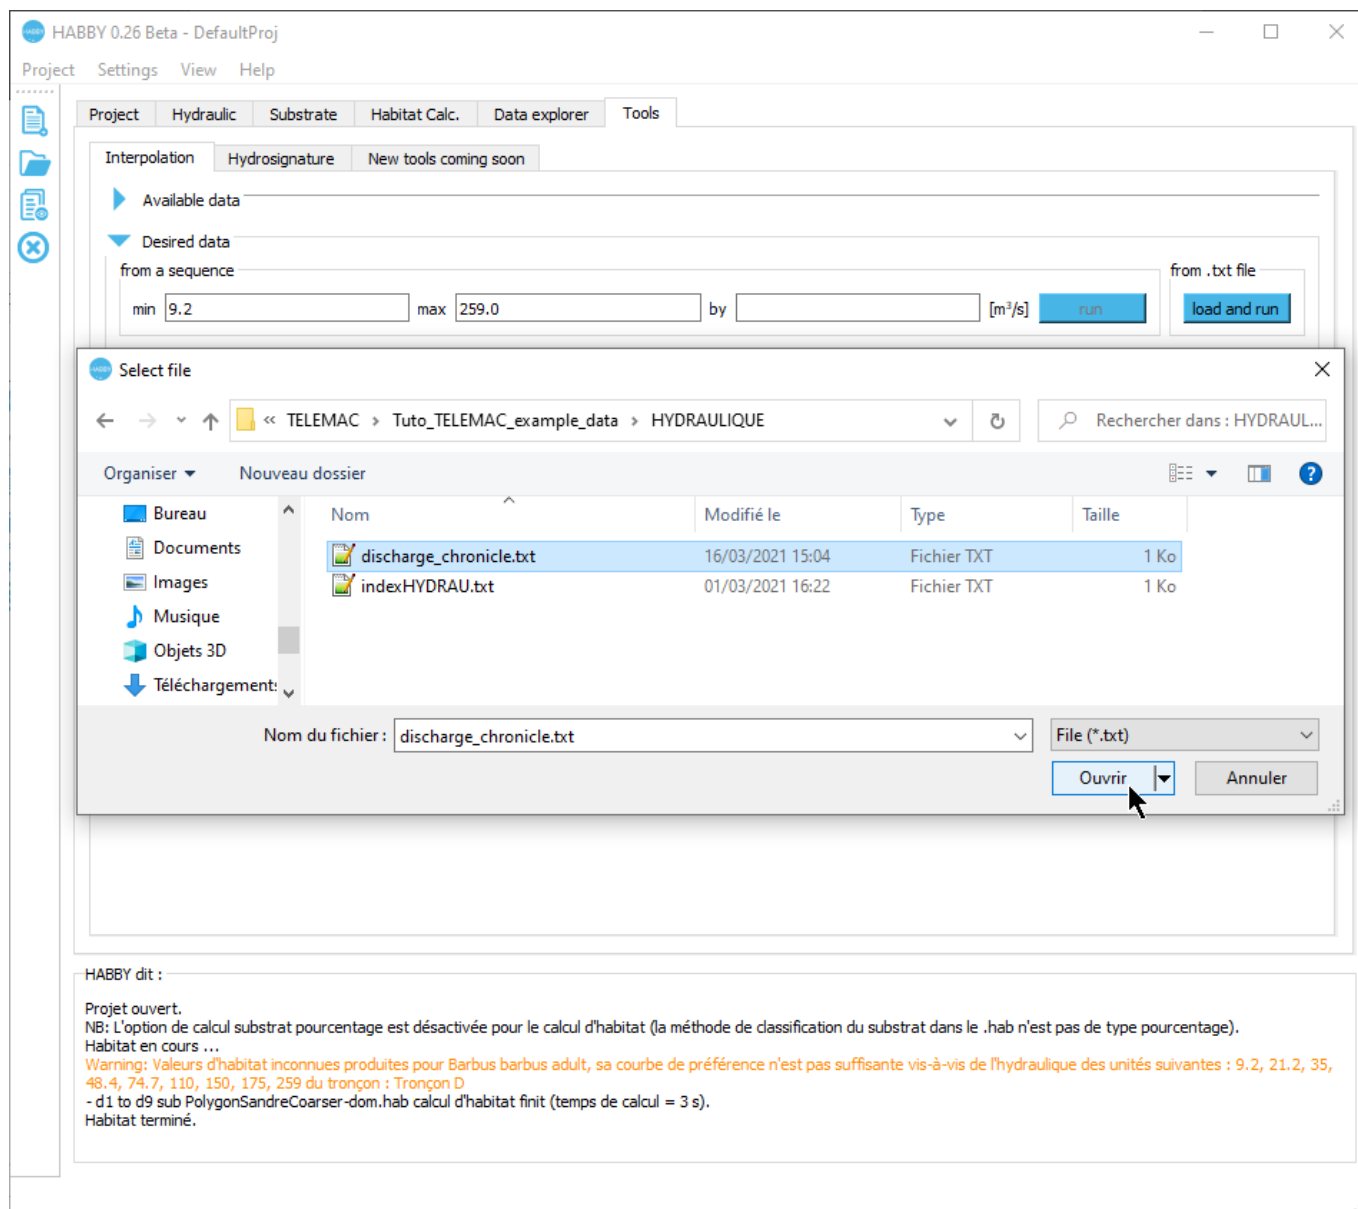 HABBY 0.26 Beta - DefaultProj
Project Settings View Help
Project Hydraulic Substrate Habitat Calc. Data explorer Tools
Interpolation Hydrosignature New tools coming soon
Available data
Desired data
from a sequence from .txt file
min 9.2 max 259.0 by [m³/s] run load and run
HABBY Select file
« TELEMAC > Tuto_TELEMAC_example_data > HYDRAULIQUE Rechercher dans : HYDRAUL...
Organiser Nouveau dossier
Bureau Nom Modifié le Type Taille
Documents discharge_chronicle.txt 16/03/2021 15:04 Fichier TXT 1 Ko
Images indexHYDRAU.txt 01/03/2021 16:22 Fichier TXT 1 Ko
Musique
Objets 3D
Téléchargements
Nom du fichier : discharge_chronicle.txt File (*.txt)
Ouvrir Annuler
HABBY dit :
Projet ouvert.
NB: L'option de calcul substrat pourcentage est désactivée pour le calcul d'habitat (la méthode de classification du substrat dans le .hab n'est pas de type pourcentage).
Habitat en cours ...
Warning: Valeurs d'habitat inconnues produites pour Barbus barbus adult, sa courbe de préférence n'est pas suffisante vis-à-vis de l'hydraulique des unités suivantes : 9.2, 21.2, 35,
48.4, 74.7, 110, 150, 175, 259 du tronçon : Tronçon D
- d1 to d9 sub PolygonSandreCoarser-dom.hab calcul d'habitat finit (temps de calcul = 3 s).
Habitat terminé.